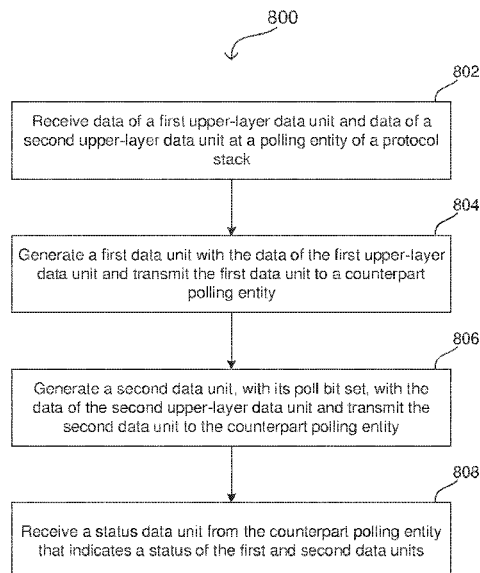 800
802
Receive data of a first upper-layer data unit and data of a
second upper-layer data unit at a polling entity of a protocol
stack
804
Generate a first data unit with the data of the first upper-layer
data unit and transmit the first data unit to a counterpart
polling entity
806
Generate a second data unit, with its poll bit set, with the
data of the second upper-layer data unit and transmit the
second data unit to the counterpart polling entity
808
Receive a status data unit from the counterpart polling entity
that indicates a status of the first and second data units